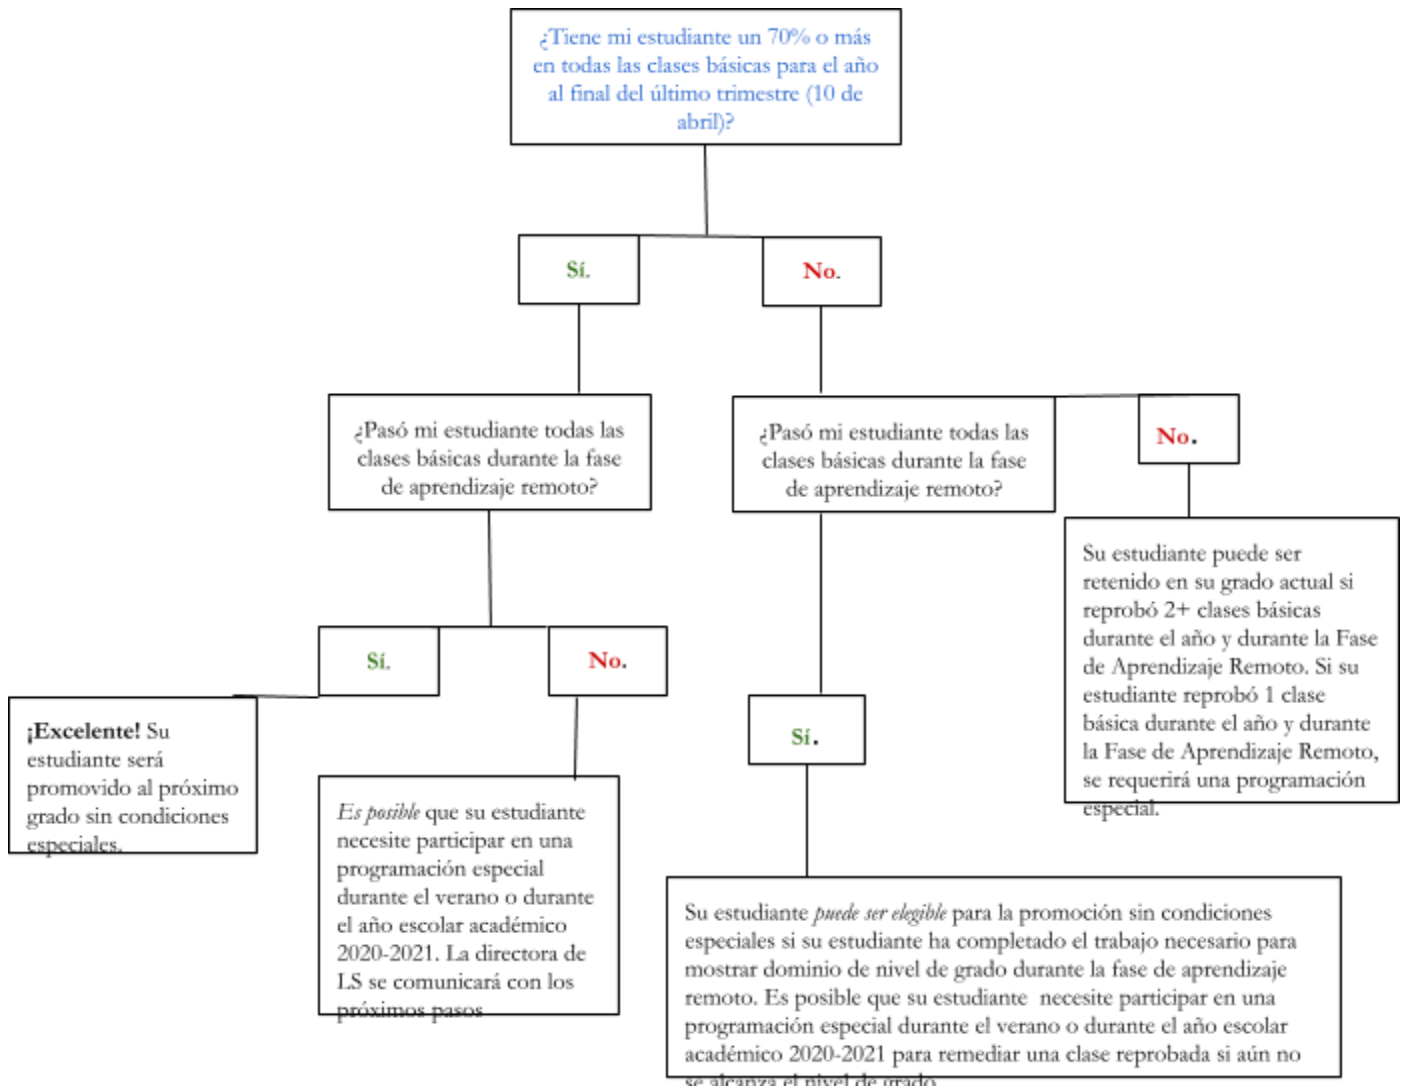 ¿Tiene mi estudiante un 70% o más
en todas las clases básicas para el año
al final del último trimestre (10 de
abril)?
Sí.
No.
¿Pasó mi estudiante todas las
clases básicas durante la fase
de aprendizaje remoto?
¿Pasó mi estudiante todas las
clases básicas durante la fase
de aprendizaje remoto?
No.
Su estudiante puede ser
retenido en su grado actual si
reprobó 2+ clases básicas
durante el año y durante la Fase
de Aprendizaje Remoto. Si su
estudiante reprobó 1 clase
básica durante el año y durante
la Fase de Aprendizaje Remoto,
se requerirá una programación
especial.
Sí.
No.
¡Excelente! Su
estudiante será
promovido al próximo
grado sin condiciones
especiales.
Es posible que su estudiante
necesite participar en una
programación especial
durante el verano o durante
el año escolar académico
2020-2021. La directora de
LS se comunicará con los
próximos pasos
Sí.
Su estudiante puede ser elegible para la promoción sin condiciones
especiales si su estudiante ha completado el trabajo necesario para
mostrar dominio de nivel de grado durante la fase de aprendizaje
remoto. Es posible que su estudiante necesite participar en una
programación especial durante el verano o durante el año escolar
académico 2020-2021 para remediar una clase reprobada si aún no
se alcanza el nivel de grado.